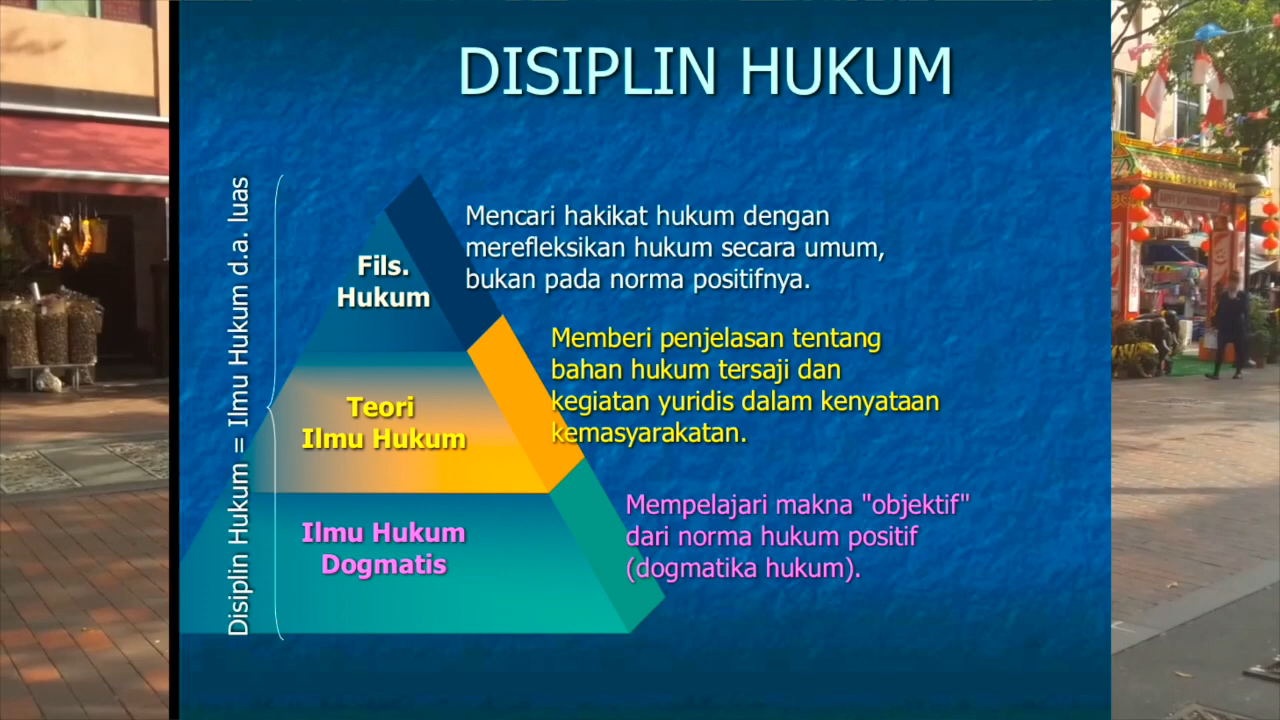 DISIPLIN HUKUM
Disiplin Hukum = Ilmu Hukum d.a. luas
Fils.
Hukum
Mencari hakikat hukum dengan
merefleksikan hukum secara umum,
bukan pada norma positifnya.
Teori
Ilmu Hukum
Memberi penjelasan tentang
bahan hukum tersaji dan
kegiatan yuridis dalam kenyataan
kemasyarakatan.
Ilmu Hukum
Dogmatis
Mempelajari makna "objektif"
dari norma hukum positif
(dogmatika hukum).